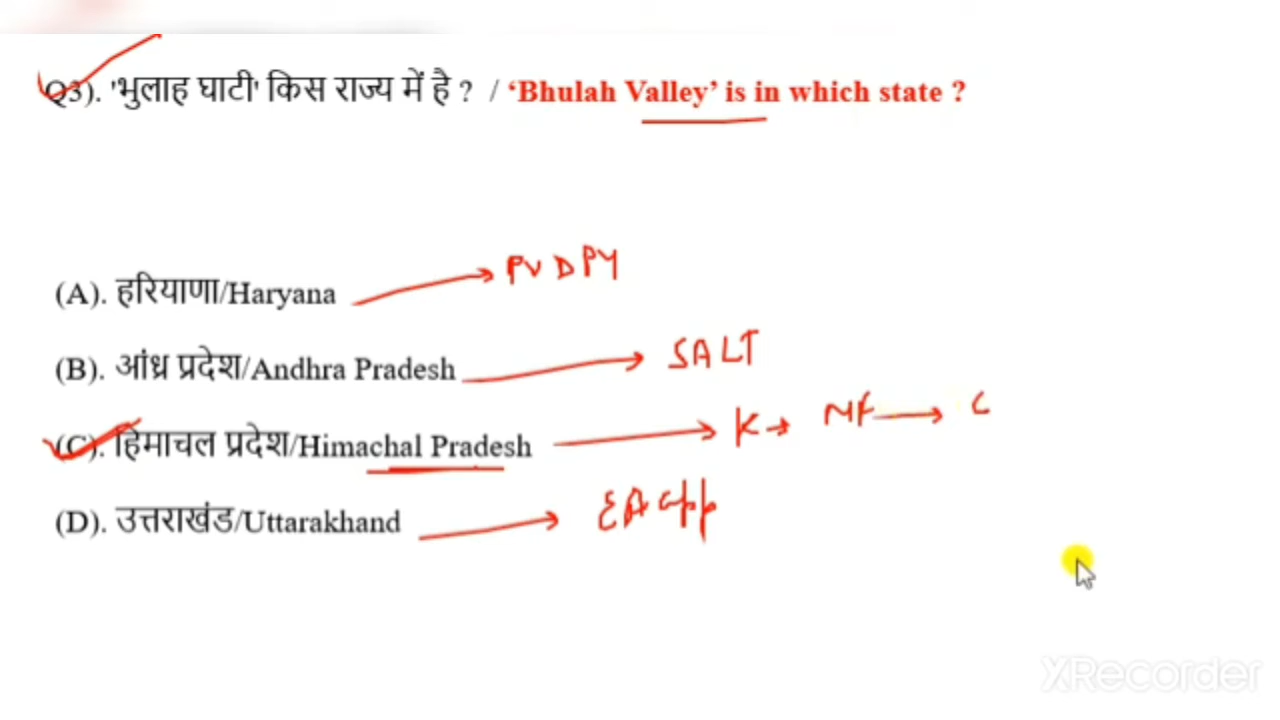 Q3). 'भुलाह घाटी' किस राज्य में है ? / ‘Bhulah Valley’ is in which state ?
(A). हरियाणा/Haryana PVDPY
(B). आंध्र प्रदेश/Andhra Pradesh SALT
(C). हिमाचल प्रदेश/Himachal Pradesh K
(D). उत्तराखंड/Uttarakhand
XRecorder